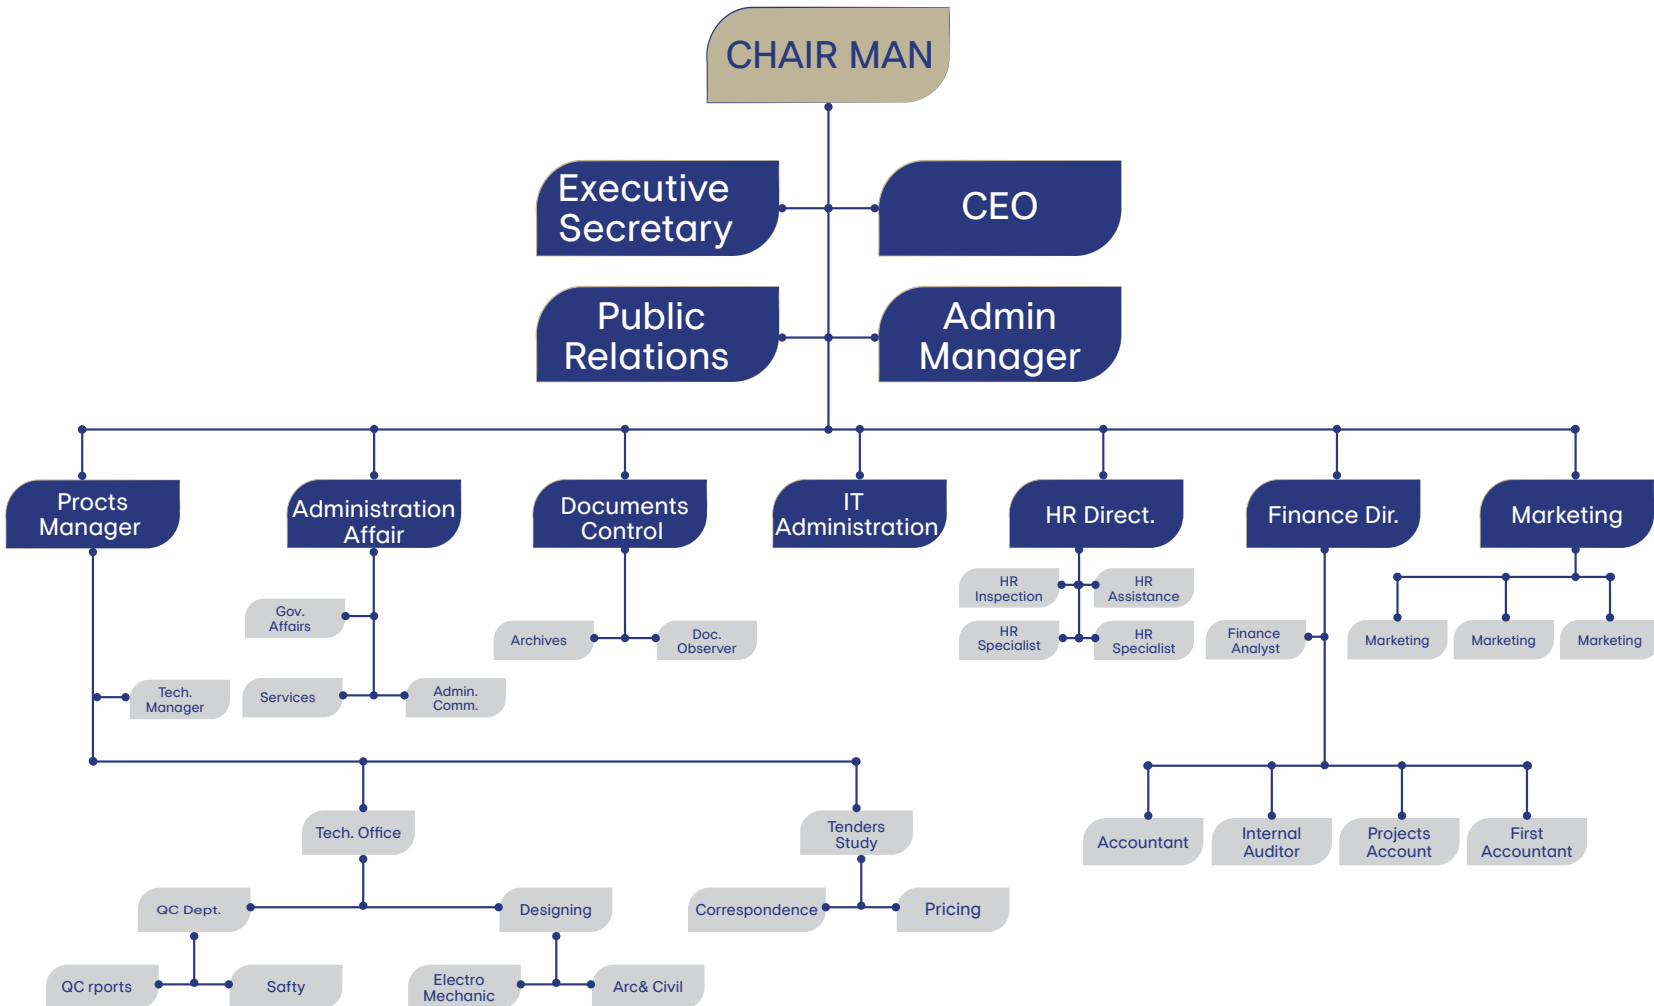 CHAIR MAN
Executive
Secretary
CEO
Public
Relations
Admin
Manager
Procts
Manager
Administration
Affair
Documents
Control
IT
Administration
HR Direct.
Finance Dir.
Marketing
HR
Inspection
HR
Assistance
Gov.
Affairs
Archives
Doc.
Observer
HR
Specialist
HR
Specialist
Finance
Analyst
Marketing
Marketing
Marketing
Tech.
Manager
Services
Admin.
Comm.
Tech. Office
Tenders
Study
Accountant
Internal
Auditor
Projects
Account
First
Accountant
QC Dept.
Designing
Correspondence
Pricing
QC rports
Safty
Electro
Mechanic
Arc& Civil